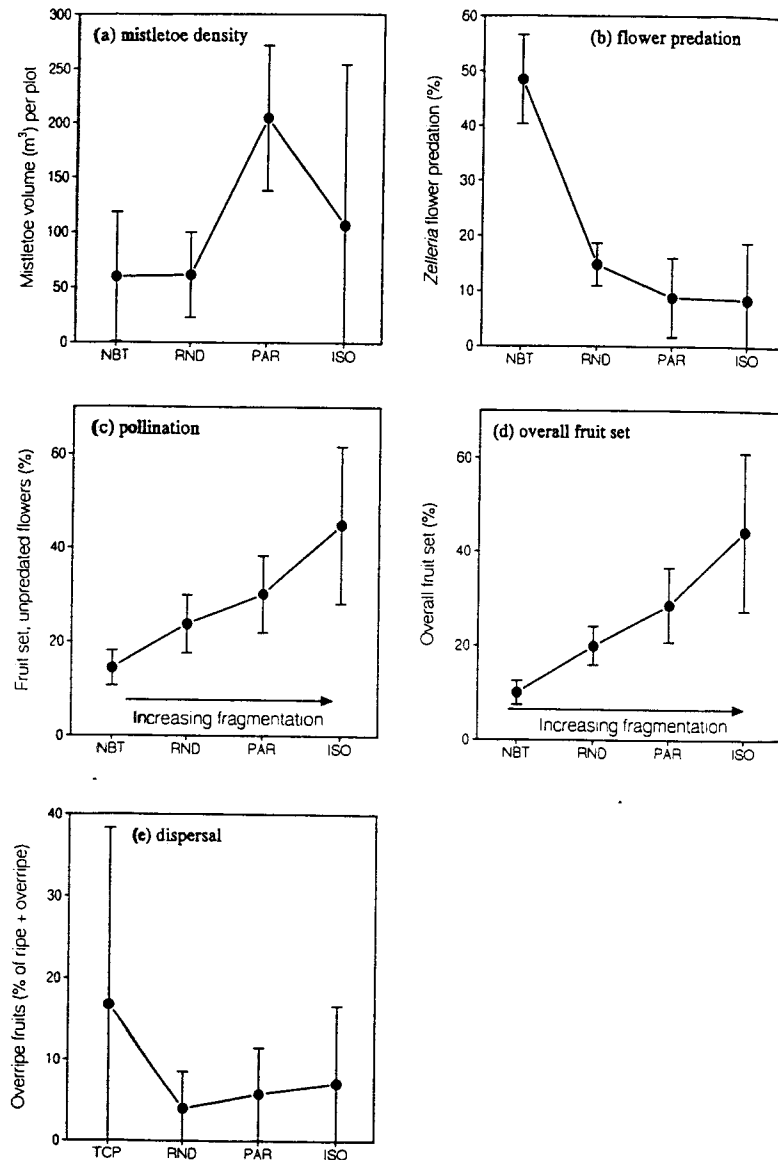 (a) mistletoe density
Mistletoe volume (m³) per plot
300
250
200
150
100
50
0
NBT RND PAR ISO
(b) flower predation
Zelleria flower predation (%)
60
50
40
30
20
10
0
NBT RND PAR ISO
(c) pollination
Fruit set, unpredated flowers (%)
60
40
20
0
Increasing fragmentation
NBT RND PAR ISO
(d) overall fruit set
Overall fruit set (%)
60
40
20
0
Increasing fragmentation
NBT RND PAR ISO
(e) dispersal
Overripe fruits (% of ripe + overripe)
40
30
20
10
0
TCP RND PAR ISO